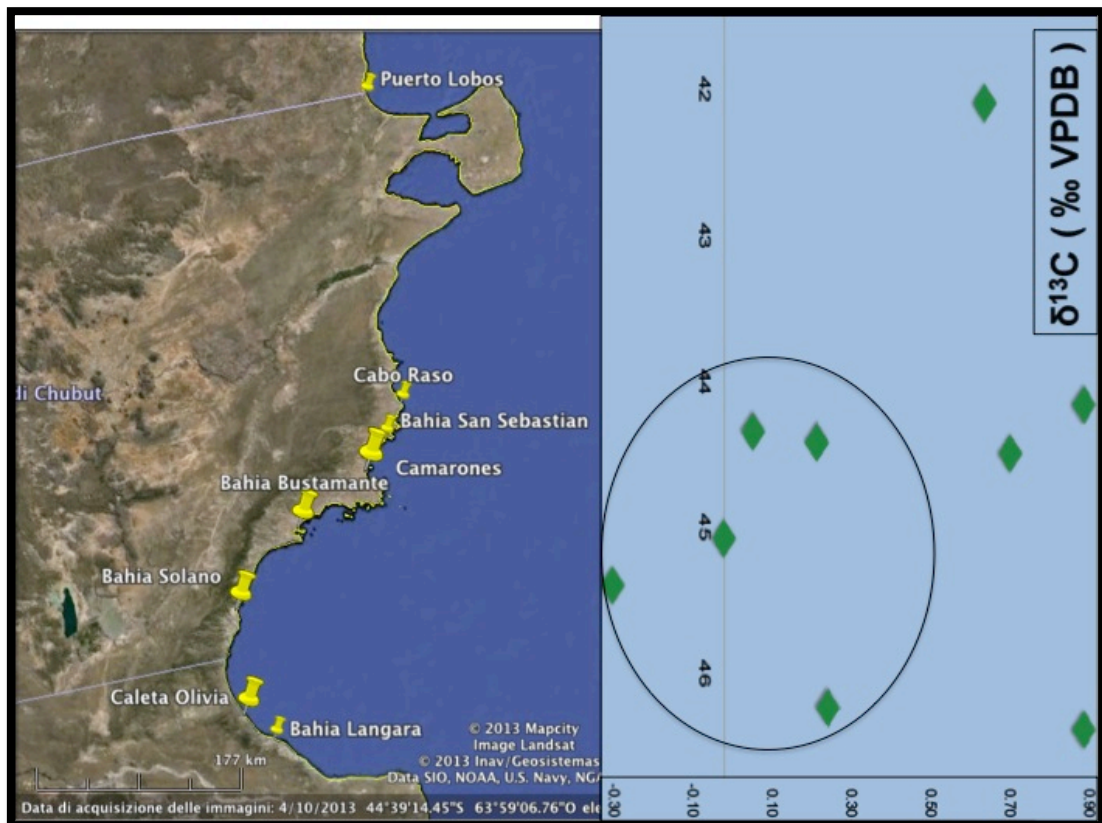 Puerto Lobos
Cabo Raso
di Chubut
Bahia San Sebastian
Camarones
Bahia Bustamante
Bahia Solano
Caleta Olivia
Bahia Langara
© 2013 Mapcity
Image Landsat
© 2013 Inav/Geosistemas
Data SIO, NOAA, U.S. Navy, NGA
177 km
Data di acquisizione delle immagini: 4/10/2013 44°39'14.45"S 63°59'06.76"O ele
δ¹³C ( ‰ VPDB )
42
43
44
45
46
-0.30
-0.10
0.10
0.30
0.50
0.70
0.90